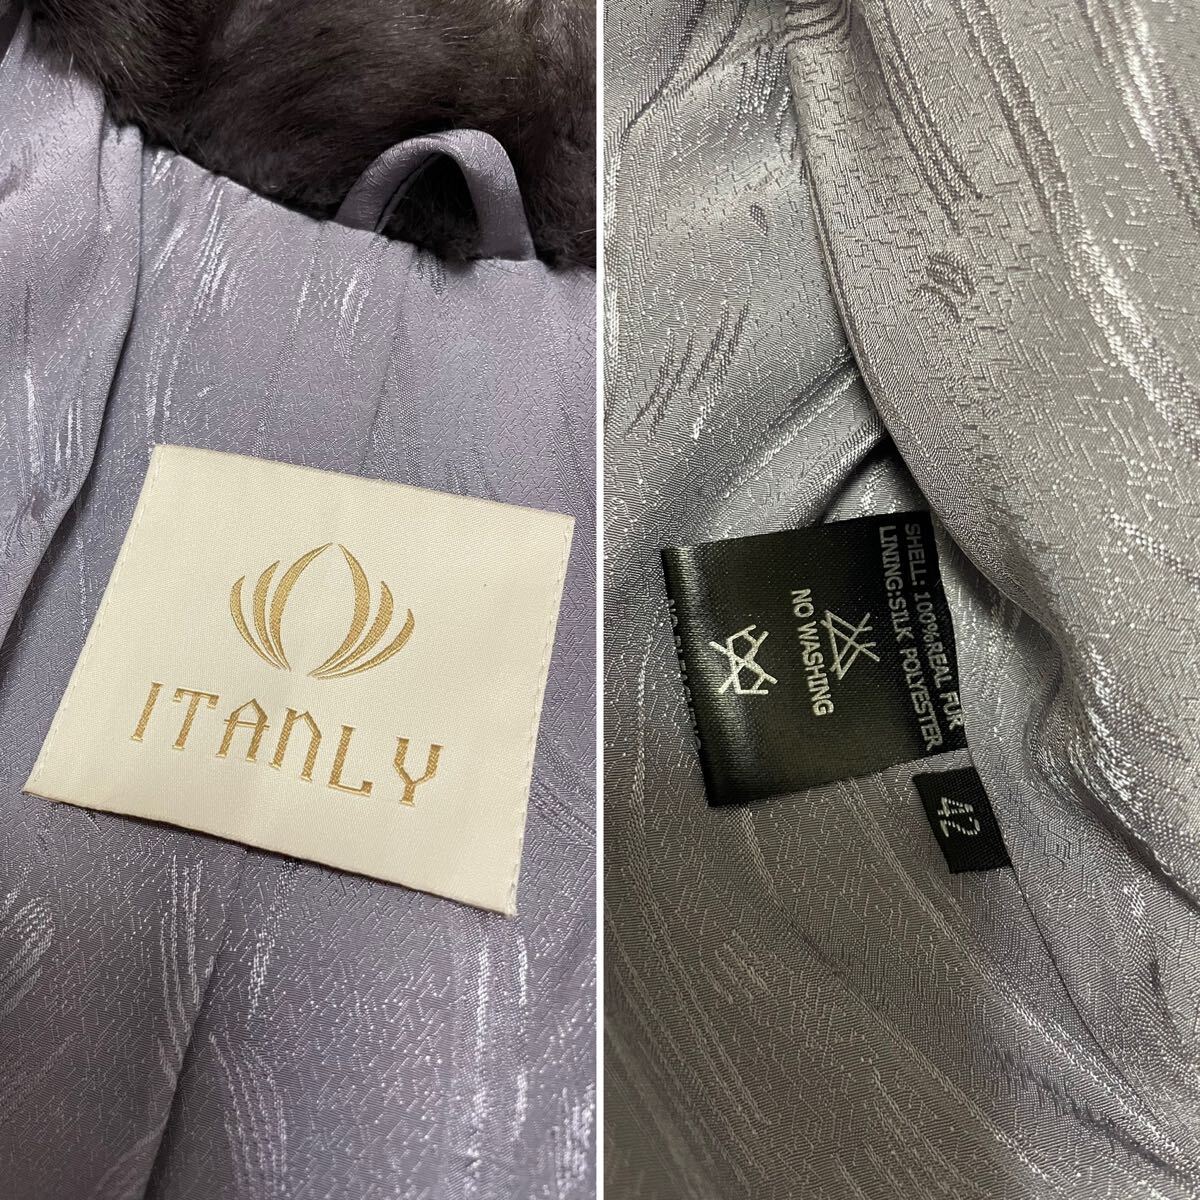 ITANLY
SHELL: 100%REAL FUR
LINING:SILK POLYESTER
NO WASHING
42